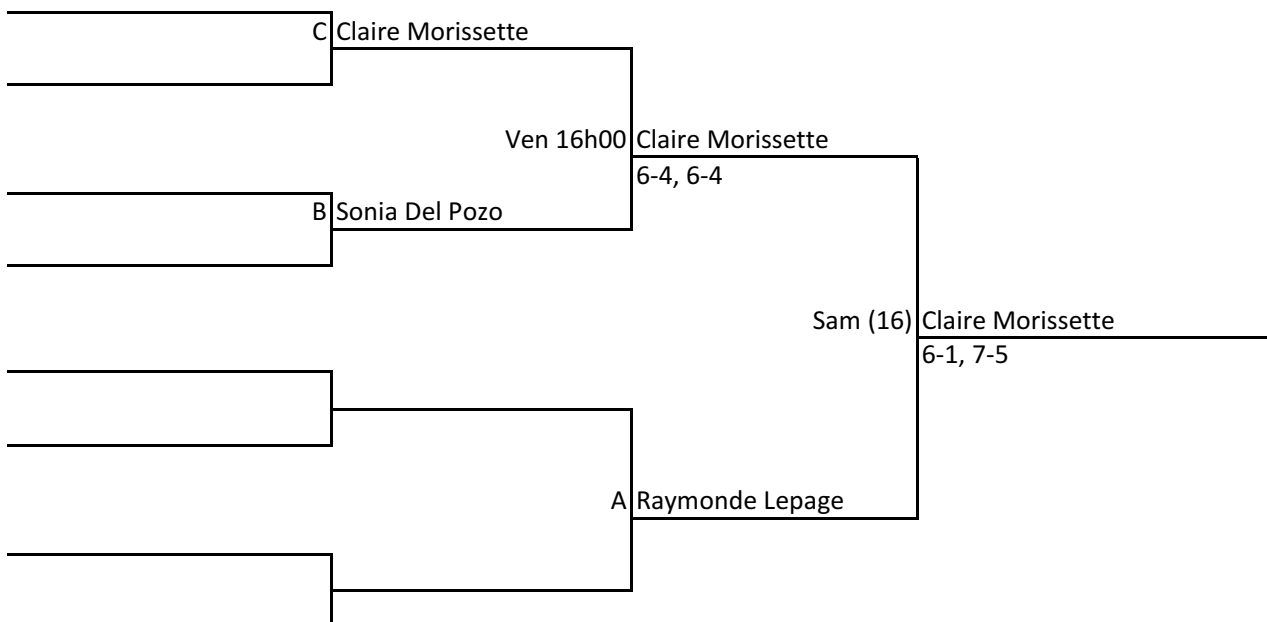 C Claire Morissette
Ven 16h00 Claire Morissette
6-4, 6-4
B Sonia Del Pozo
Sam (16) Claire Morissette
6-1, 7-5
A Raymonde Lepage